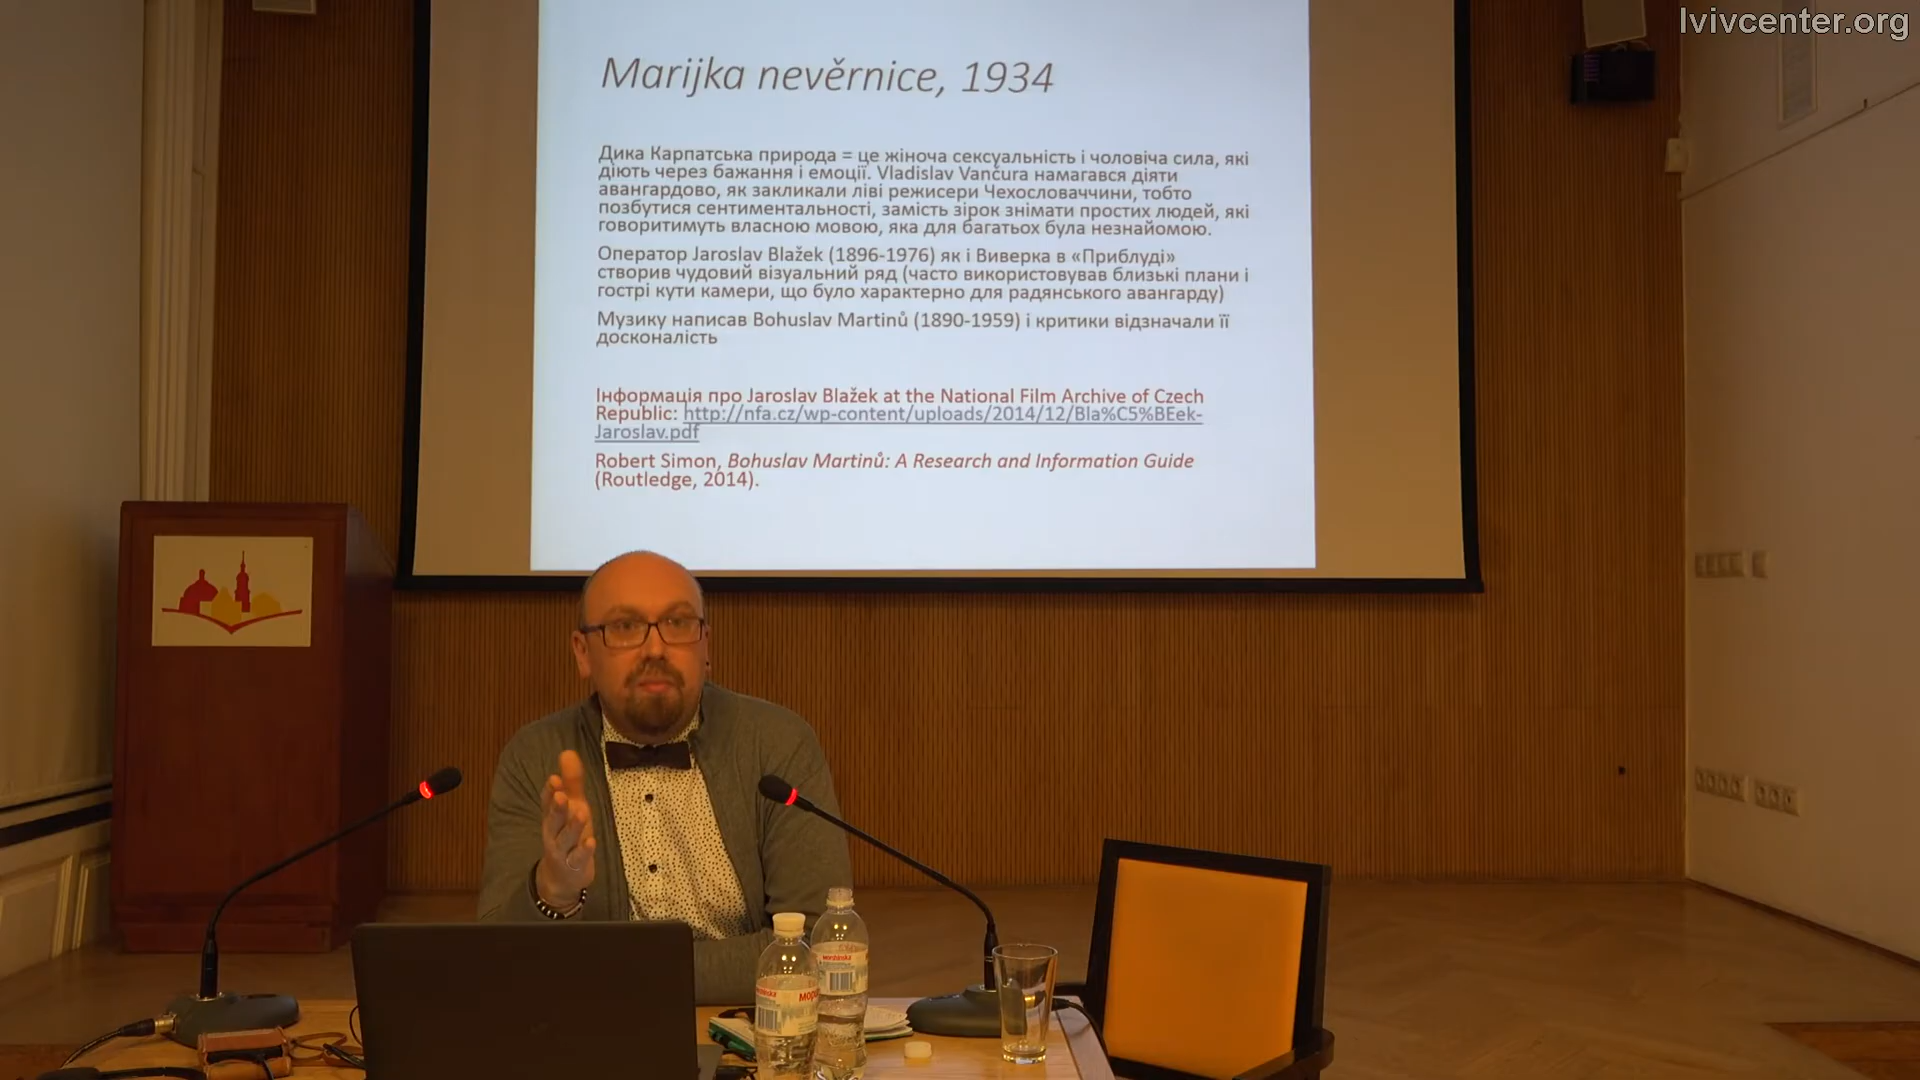 lvivcenter.org
Marijka nevěrnice, 1934
Дика Карпатська природа = це жіноча сексуальність і чоловіча сила, які
діють через бажання і емоції. Vladislav Vančura намагався діяти
авангардово, як закликали ліві режисери Чехословаччини, тобто
позбутися сентиментальності, замість зірок знімати простих людей, які
говоритимуть власною мовою, яка для багатьох була незнайомою.
Оператор Jaroslav Blažek (1896-1976) як і Виверка в «Приблуді»
створив чудовий візуальний ряд (часто використовував близькі плани і
гострі кути камери, що було характерно для радянського авангарду)
Музику написав Bohuslav Martinů (1890-1959) і критики відзначали її
досконалість
Інформація про Jaroslav Blažek at the National Film Archive of Czech
Republic: http://nfa.cz/wp-content/uploads/2014/12/Bla%C5%BEek-
Jaroslav.pdf
Robert Simon, Bohuslav Martinů: A Research and Information Guide
(Routledge, 2014).